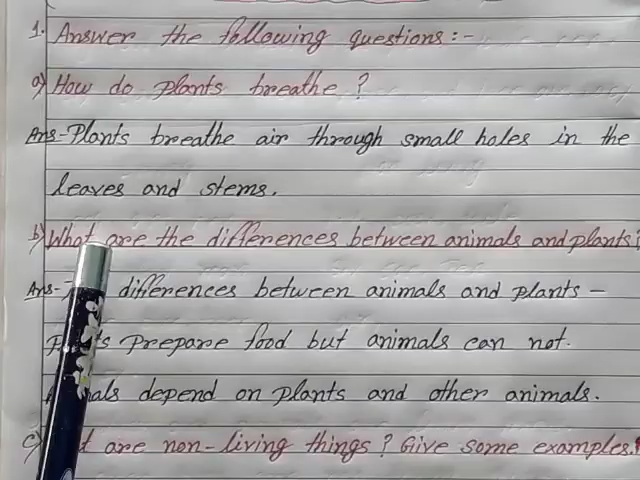 1. Answer the following questions:-
a) How do plants breathe ?
Ans- Plants breathe air through small holes in the
leaves and stems.
b) What are the differences between animals and plants?
Ans- differences between animals and plants -
prepare food but animals can not.
depend on plants and other animals.
c) are non-living things ? Give some examples.